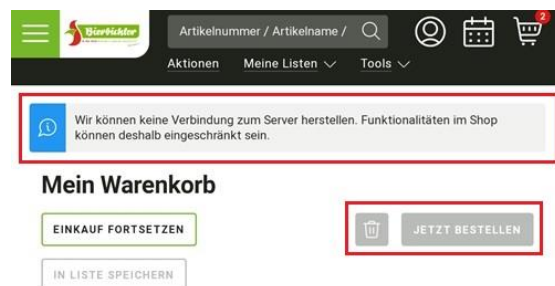 Bierbichler
Artikelnummer / Artikelname /
2
Aktionen Meine Listen Tools
Wir können keine Verbindung zum Server herstellen. Funktionalitäten im Shop
können deshalb eingeschränkt sein.
Mein Warenkorb
EINKAUF FORTSETZEN
JETZT BESTELLEN
IN LISTE SPEICHERN